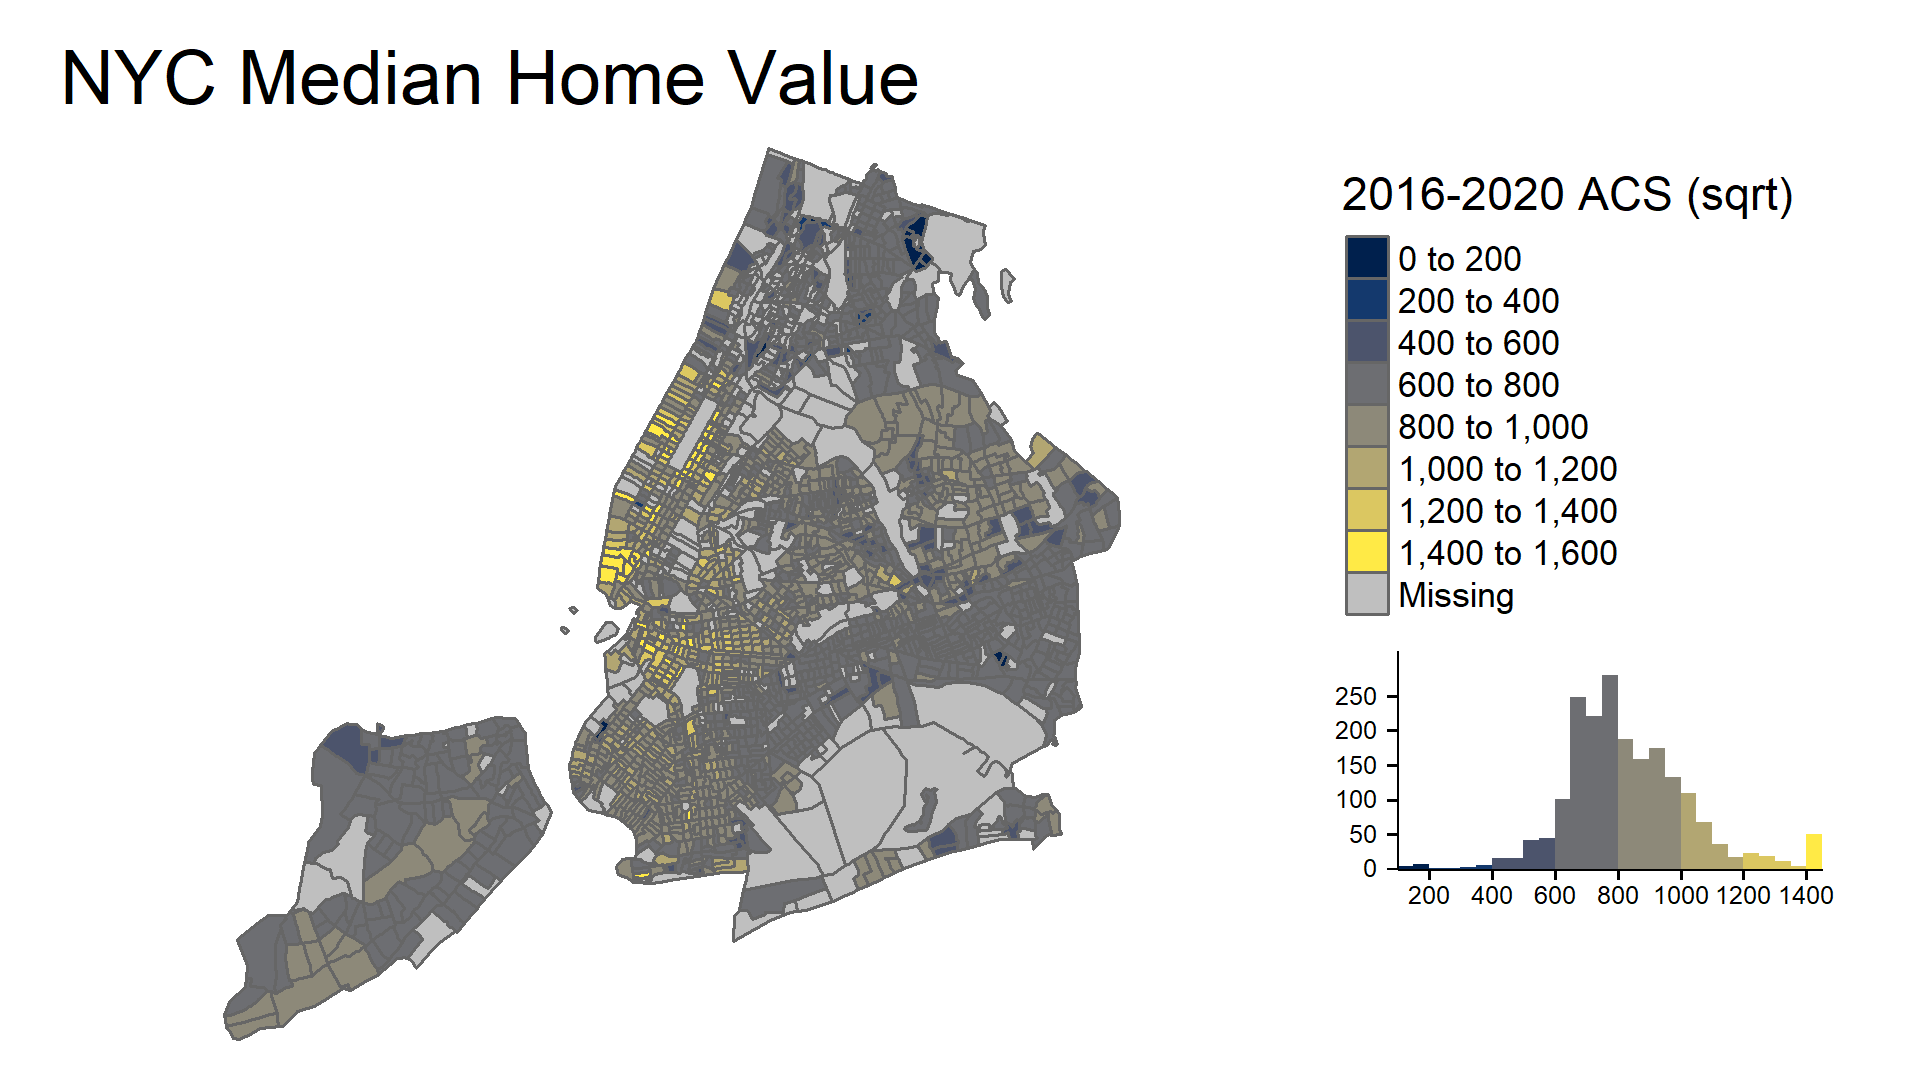 NYC Median Home Value
2016-2020 ACS (sqrt)
0 to 200
200 to 400
400 to 600
600 to 800
800 to 1,000
1,000 to 1,200
1,200 to 1,400
1,400 to 1,600
Missing
250
200
150
100
50
0
200 400 600 800 1000 1200 1400